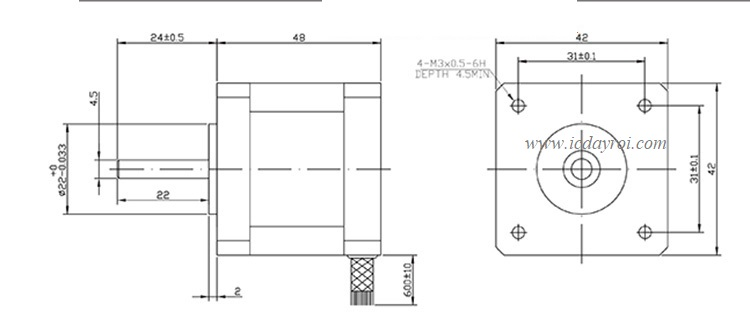 24±0.5
48
4.5
+0
ø22-0.033
22
2
600±10
42
31±0.1
4-M3x0.5-6H
DEPTH 4.5MIN
www.icdayroi.com
31±0.1
42